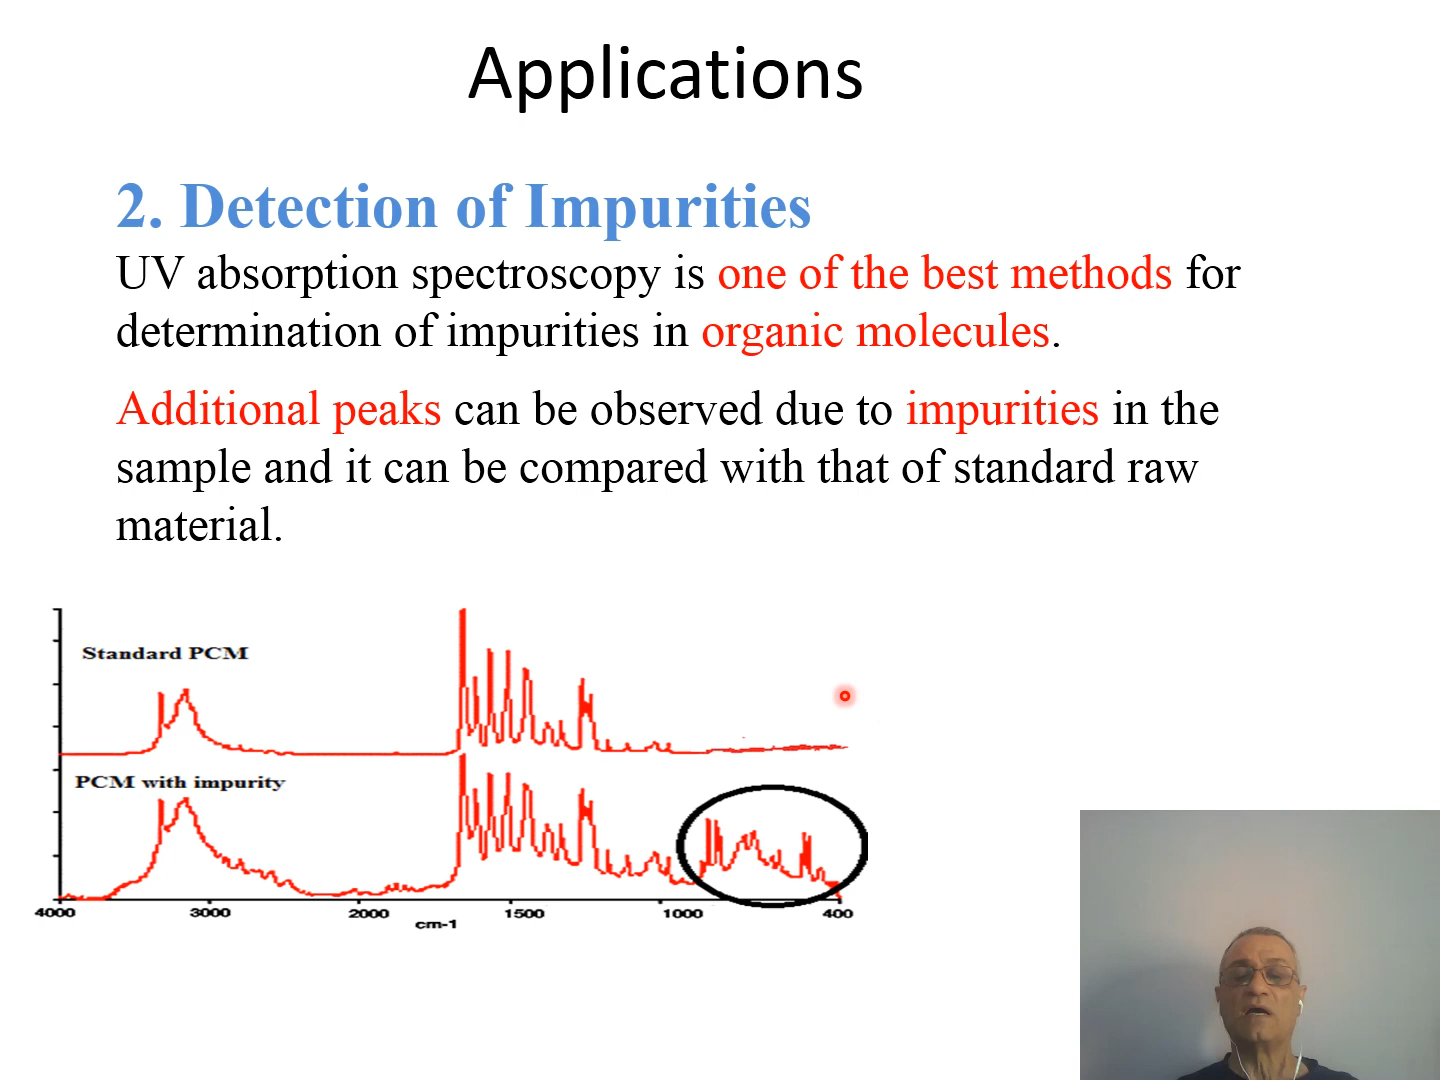 Applications
2. Detection of Impurities
UV absorption spectroscopy is one of the best methods for
determination of impurities in organic molecules.
Additional peaks can be observed due to impurities in the
sample and it can be compared with that of standard raw
material.
Standard PCM
PCM with impurity
4000 3000 2000 1500 1000 400
cm-1